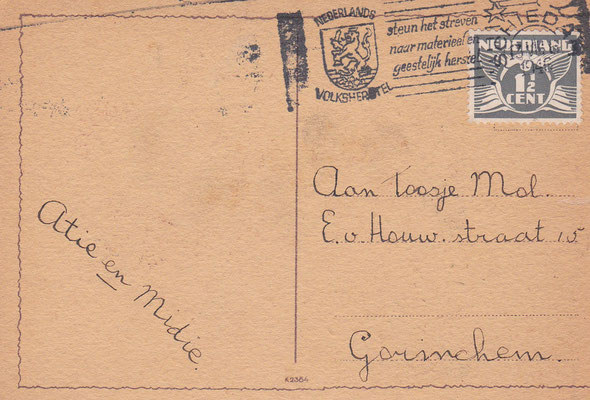 NEDERLANDS
VOLKSHERSTEL
steun het streven
naar materieel en
geestelijk herstel
NEDERLAND
1½
CENT
Aan Toosje Mol.
E.v. Houw. straat 15
Gorinchem.
Atie en Midie.
K2384